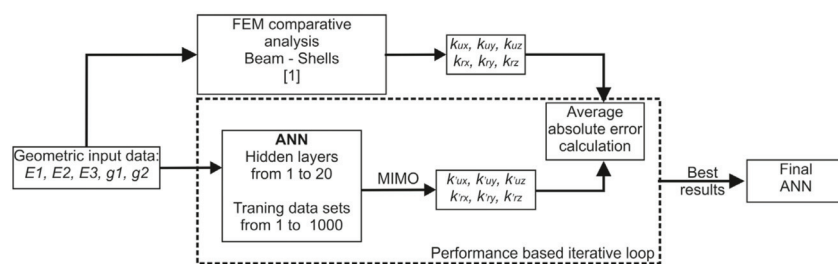 FEM comparative
analysis
Beam - Shells
[1]
kux, kuy, kuz
krx, kry, krz
Geometric input data:
E1, E2, E3, g1, g2
ANN
Hidden layers
from 1 to 20
Traning data sets
from 1 to 1000
MIMO
k'ux, k'uy, k'uz
k'rx, k'ry, k'rz
Average
absolute error
calculation
Performance based iterative loop
Best
results
Final
ANN